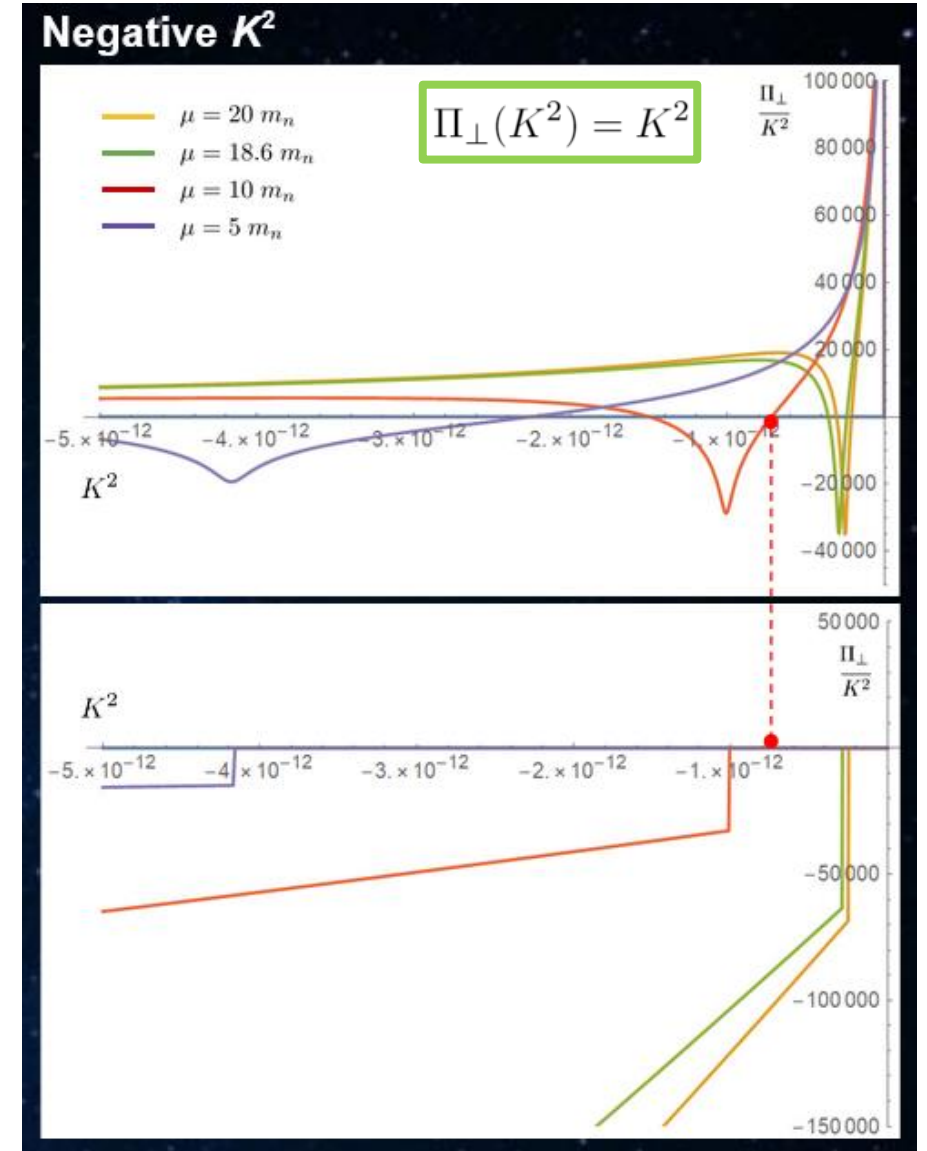 Negative K²
μ = 20 mₙ
μ = 18.6 mₙ
μ = 10 mₙ
μ = 5 mₙ
Π⊥(K²) = K²
Π⊥
K²
100 000
80 000
60 000
40 000
20 000
−5. × 10⁻¹²
−4. × 10⁻¹²
−3. × 10⁻¹²
−2. × 10⁻¹²
−1. × 10⁻¹²
K²
−20 000
−40 000
50 000
Π⊥
K²
K²
−5. × 10⁻¹²
−4. × 10⁻¹²
−3. × 10⁻¹²
−2. × 10⁻¹²
−1. × 10⁻¹²
−50 000
−100 000
−150 000